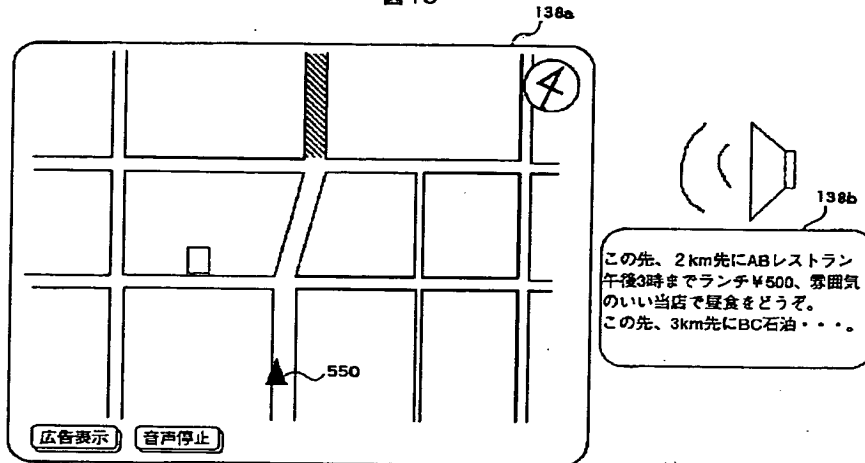 138a
138b
この先、2km先にABレストラン
午後3時までランチ¥500、雰囲気
のいい当店で昼食をどうぞ。
この先、3km先にBC石油・・・。
550
広告表示
音声停止